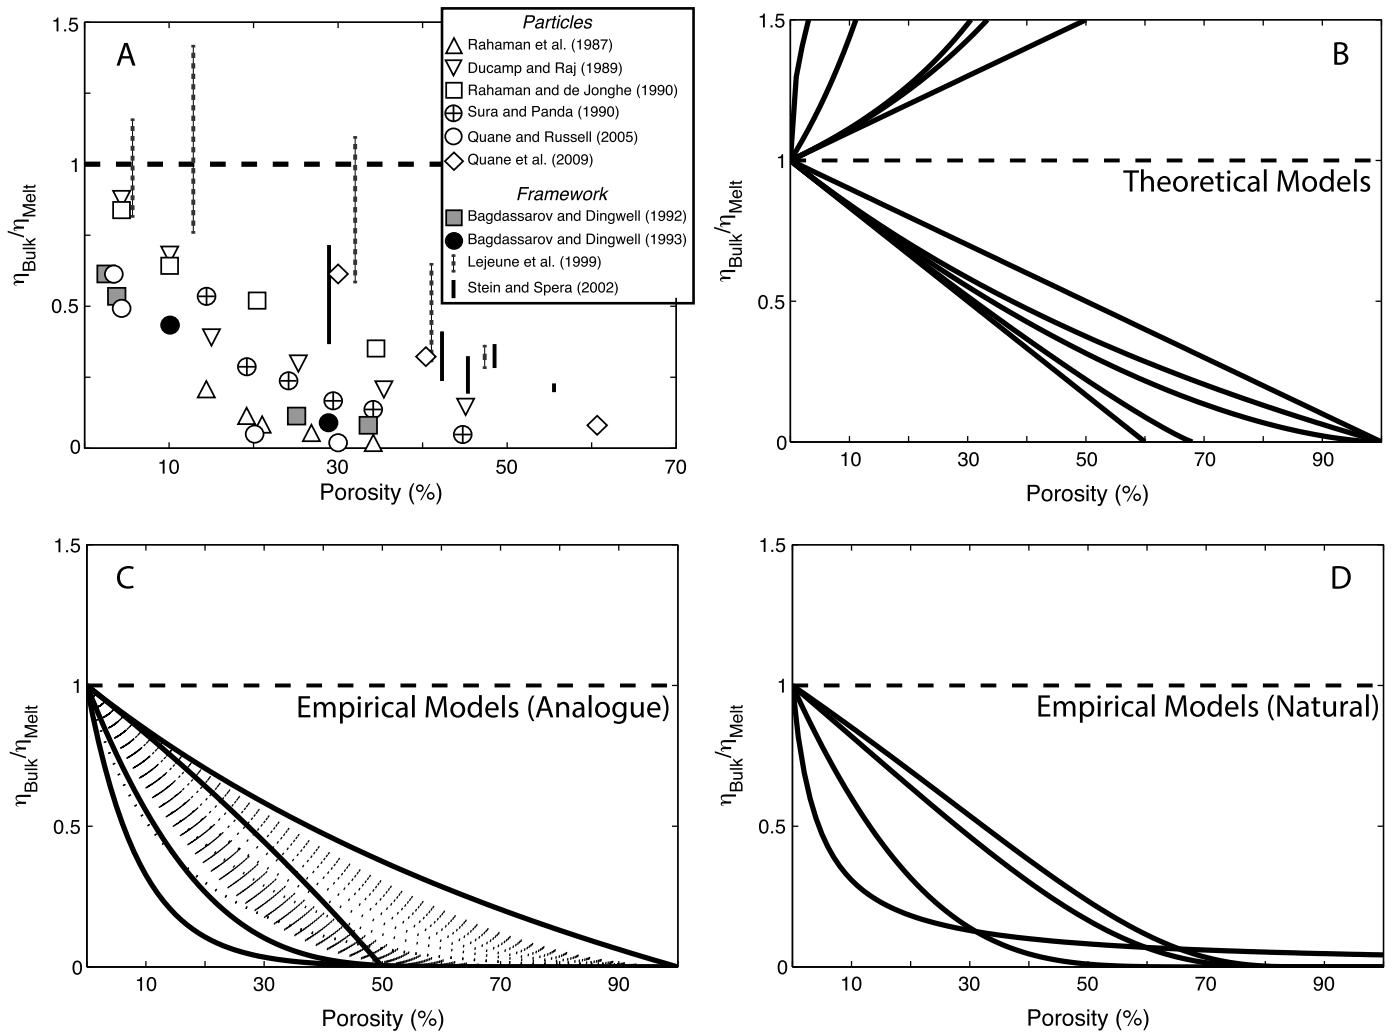 A
Particles
Rahaman et al. (1987)
Ducamp and Raj (1989)
Rahaman and de Jonghe (1990)
Sura and Panda (1990)
Quane and Russell (2005)
Quane et al. (2009)
Framework
Bagdassarov and Dingwell (1992)
Bagdassarov and Dingwell (1993)
Lejeune et al. (1999)
Stein and Spera (2002)
1.5
1
0.5
0
ηBulk/ηMelt
10 30 50 70
Porosity (%)
B
Theoretical Models
1.5
1
0.5
0
ηBulk/ηMelt
10 30 50 70 90
Porosity (%)
C
Empirical Models (Analogue)
1.5
1
0.5
0
ηBulk/ηMelt
10 30 50 70 90
Porosity (%)
D
Empirical Models (Natural)
1.5
1
0.5
0
ηBulk/ηMelt
10 30 50 70 90
Porosity (%)